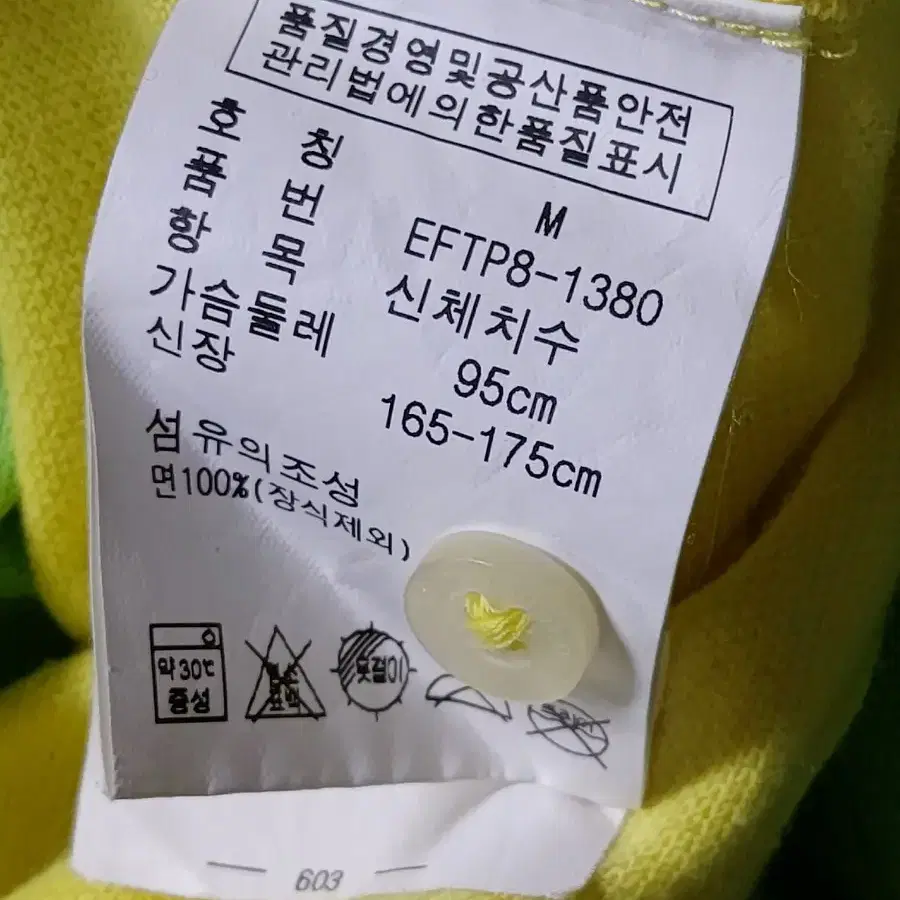 품질경영및공산품안전
관리법에의한품질표시
호 칭 M
품 번 EFTP8-1380
항 목 신체치수
가슴둘레 95cm
신장 165-175cm
섬유의조성
면100%(장식제외)
약30℃
중성
옷걸이
603